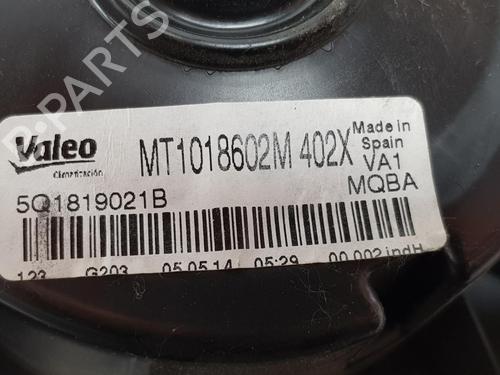 Valeo
Climatización
MT1018602M 402X
Made in
Spain
VA1
MQBA
5Q1819021B
123 G203 05.05.14 05:29 00.002 indH
B-PARTS